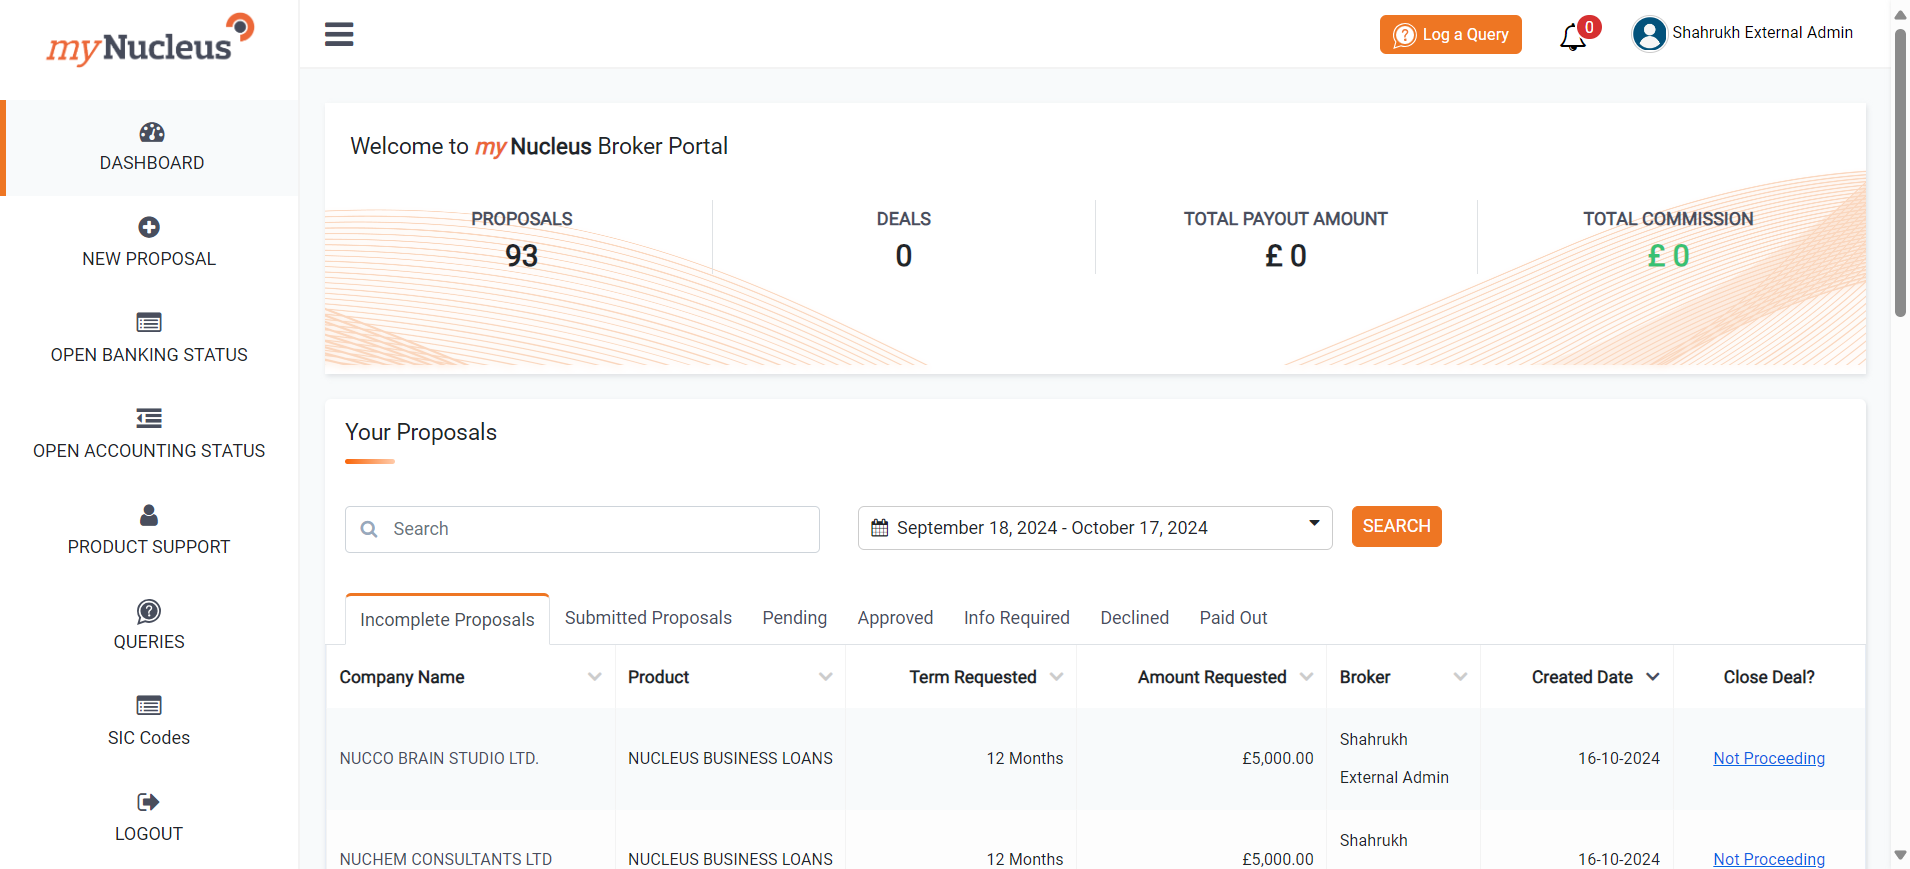 myNucleus
Log a Query
0
Shahrukh External Admin
DASHBOARD
NEW PROPOSAL
OPEN BANKING STATUS
OPEN ACCOUNTING STATUS
PRODUCT SUPPORT
QUERIES
SIC Codes
LOGOUT
Welcome to my Nucleus Broker Portal
PROPOSALS
93
DEALS
0
TOTAL PAYOUT AMOUNT
£ 0
TOTAL COMMISSION
£ 0
Your Proposals
Search
September 18, 2024 - October 17, 2024
SEARCH
Incomplete Proposals Submitted Proposals Pending Approved Info Required Declined Paid Out
Company Name Product Term Requested Amount Requested Broker Created Date Close Deal?
NUCCO BRAIN STUDIO LTD. NUCLEUS BUSINESS LOANS 12 Months £5,000.00 Shahrukh External Admin 16-10-2024 Not Proceeding
NUCHEM CONSULTANTS LTD NUCLEUS BUSINESS LOANS 12 Months £5,000.00 Shahrukh 16-10-2024 Not Proceeding